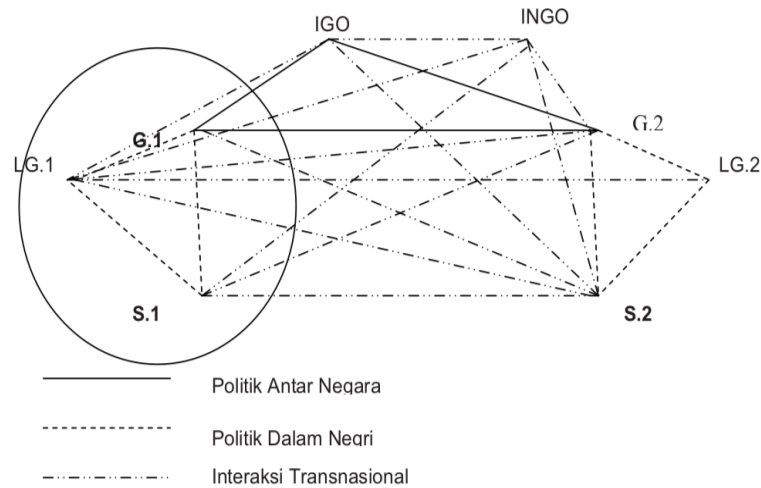 IGO
INGO
G.1
G.2
LG.1
LG.2
S.1
S.2
Politik Antar Negara
Politik Dalam Negri
Interaksi Transnasional